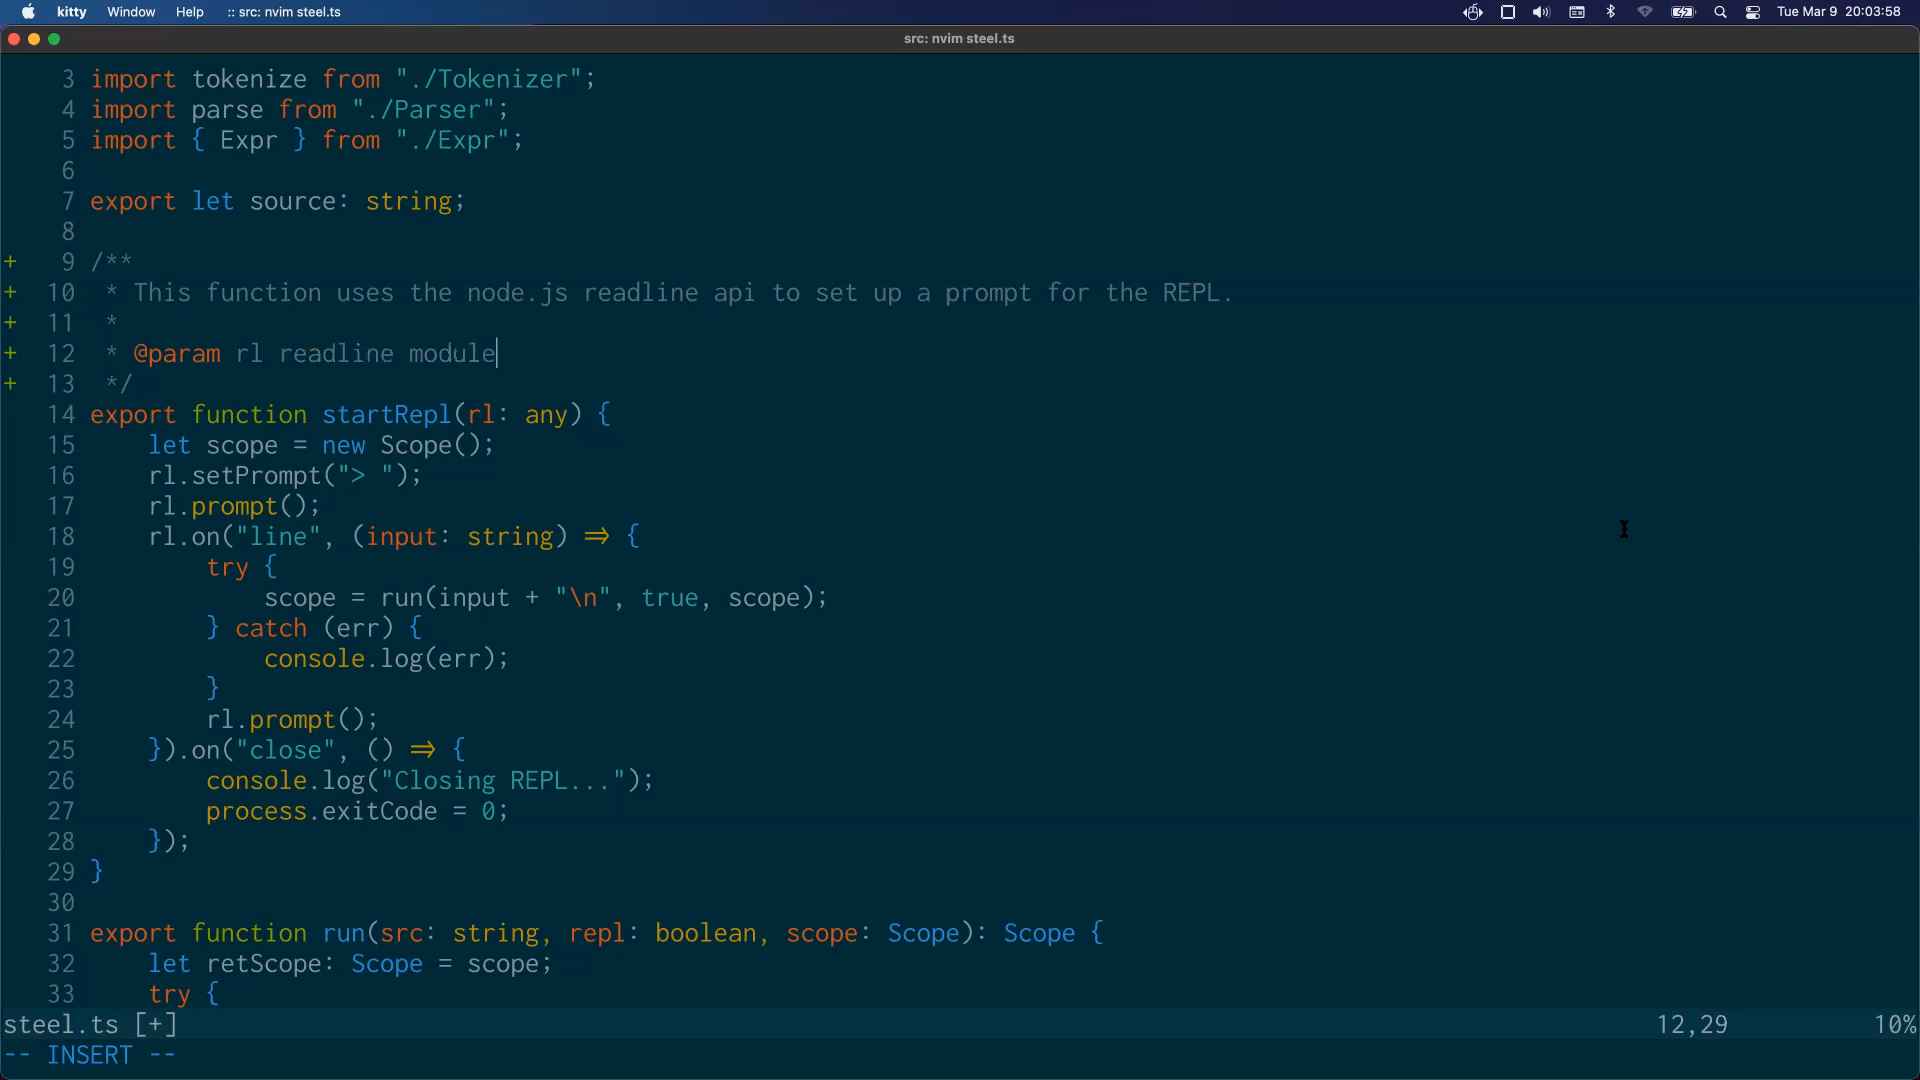 kitty Window Help :: src: nvim steel.ts Tue Mar 9 20:03:58
src: nvim steel.ts
3 import tokenize from "./Tokenizer";
4 import parse from "./Parser";
5 import { Expr } from "./Expr";
6
7 export let source: string;
8
+ 9 /**
+ 10 * This function uses the node.js readline api to set up a prompt for the REPL.
+ 11 *
+ 12 * @param rl readline module
+ 13 */
14 export function startRepl(rl: any) {
15 let scope = new Scope();
16 rl.setPrompt("> ");
17 rl.prompt();
18 rl.on("line", (input: string) ⇒ {
19 try {
20 scope = run(input + "\n", true, scope);
21 } catch (err) {
22 console.log(err);
23 }
24 rl.prompt();
25 }).on("close", () ⇒ {
26 console.log("Closing REPL...");
27 process.exitCode = 0;
28 });
29 }
30
31 export function run(src: string, repl: boolean, scope: Scope): Scope {
32 let retScope: Scope = scope;
33 try {
steel.ts [+] 12,29 10%
-- INSERT --